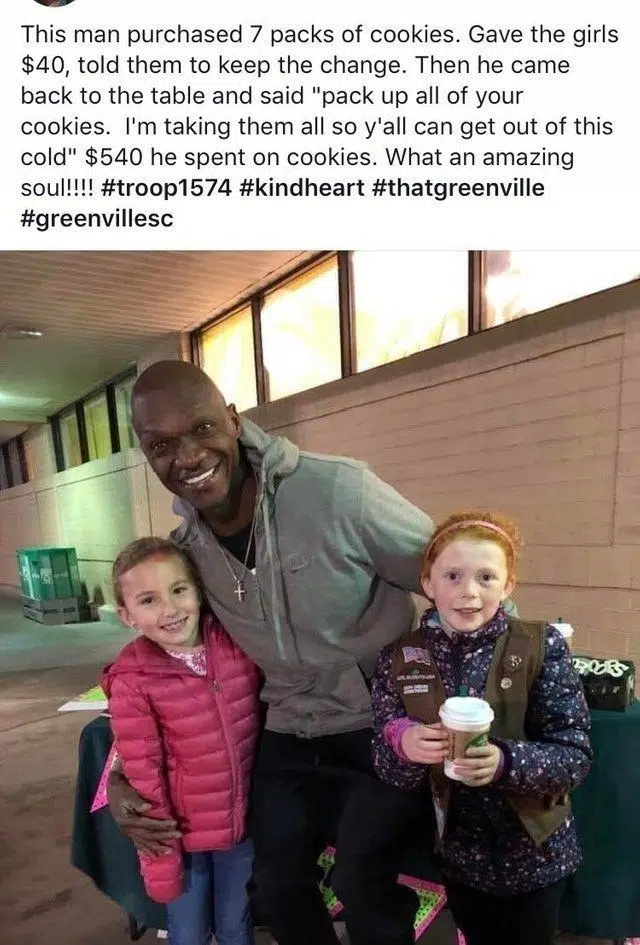 This man purchased 7 packs of cookies. Gave the girls
$40, told them to keep the change. Then he came
back to the table and said "pack up all of your
cookies.  I'm taking them all so y'all can get out of this
cold" $540 he spent on cookies. What an amazing
soul!!!! #troop1574 #kindheart #thatgreenville
#greenvillesc